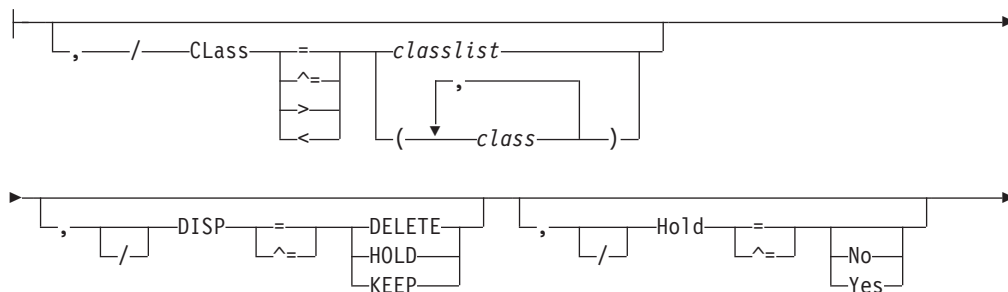 , / CLass = classlist
^= ,
>
< ( class )
, DISP = DELETE , Hold =
/ ^= HOLD / ^= No
KEEP Yes